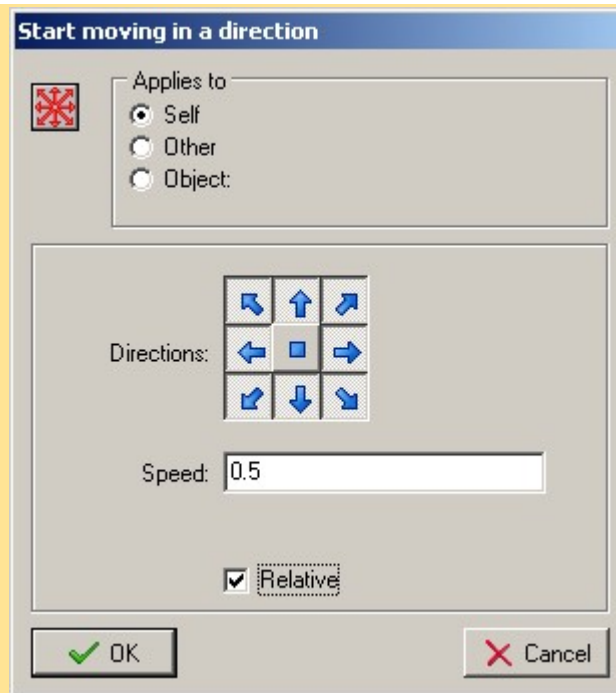 Start moving in a direction
Applies to
Self
Other
Object:
Directions:
Speed: 0.5
Relative
OK
Cancel